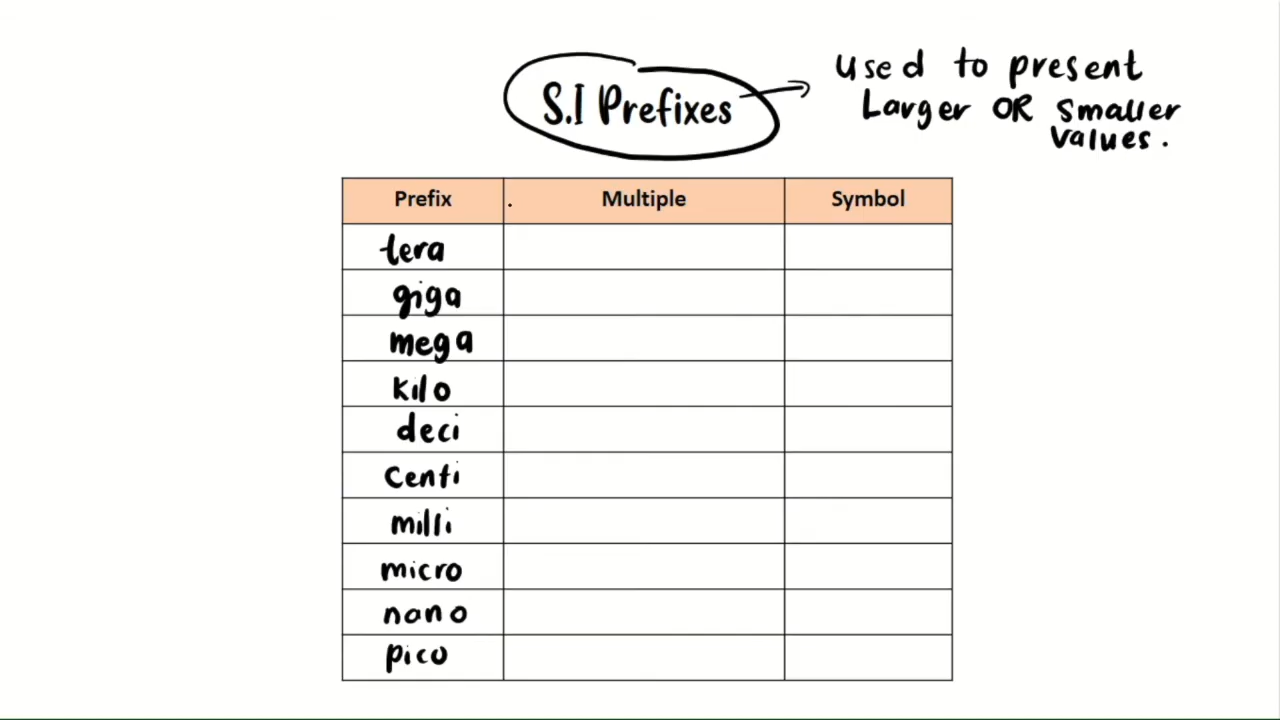 S.I Prefixes
used to present
Larger OR Smaller
values.
Prefix Multiple Symbol
tera
giga
mega
kilo
deci
centi
milli
micro
nano
pico